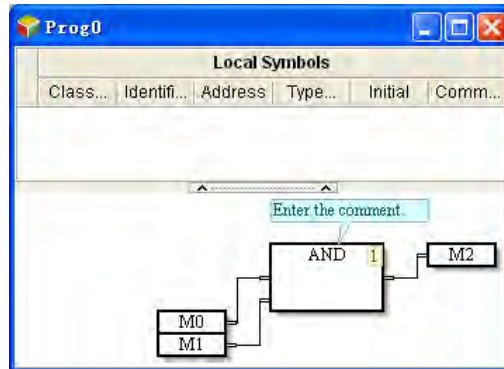 Prog0
Local Symbols
Class... Identifi... Address Type... Initial Comm...
Enter the comment.
AND 1
M2
M0
M1